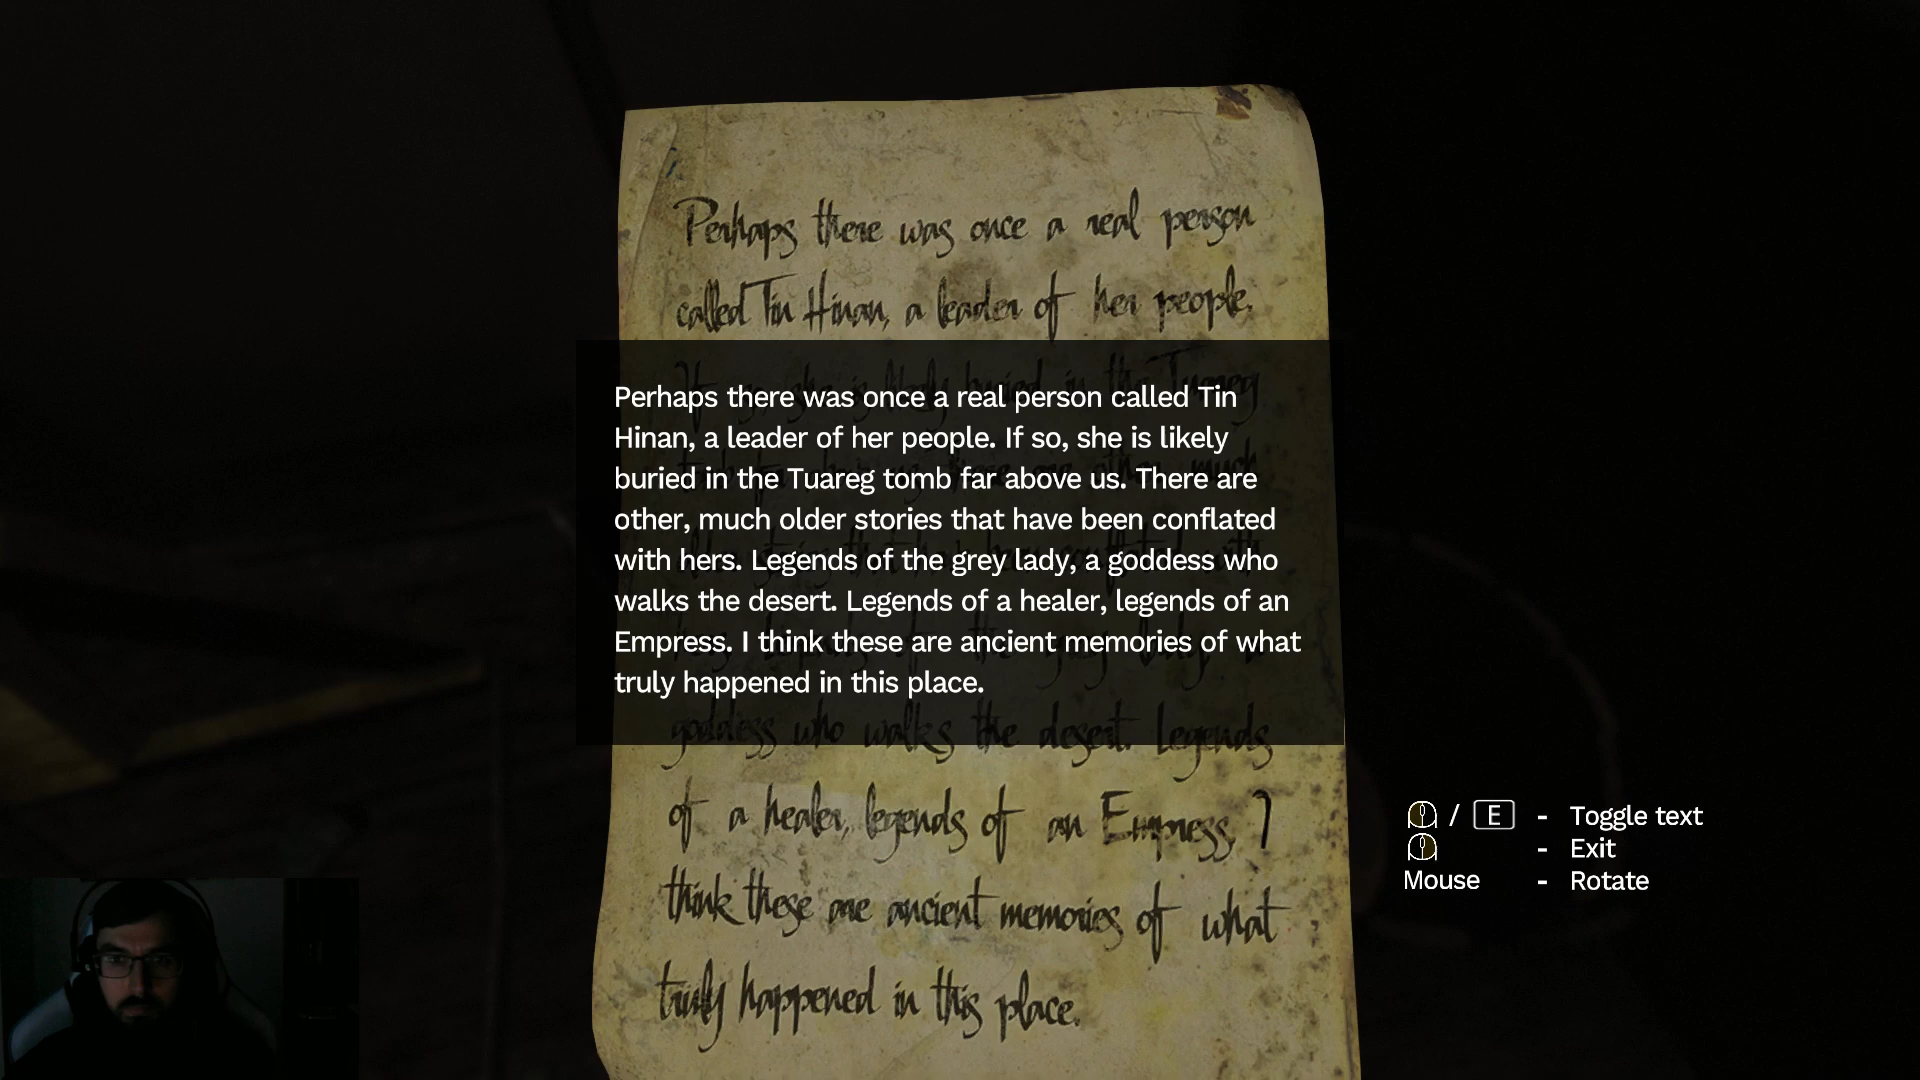 Perhaps there was once a real person
called Tin Hinan, a leader of her people.
Perhaps there was once a real person called Tin
Hinan, a leader of her people. If so, she is likely
buried in the Tuareg tomb far above us. There are
other, much older stories that have been conflated
with hers. Legends of the grey lady, a goddess who
walks the desert. Legends of a healer, legends of an
Empress. I think these are ancient memories of what
truly happened in this place.
goddess who walks the desert. Legends
of a healer, legends of an Empress. I
think these are ancient memories of what
truly happened in this place.
/ E - Toggle text
- Exit
Mouse - Rotate